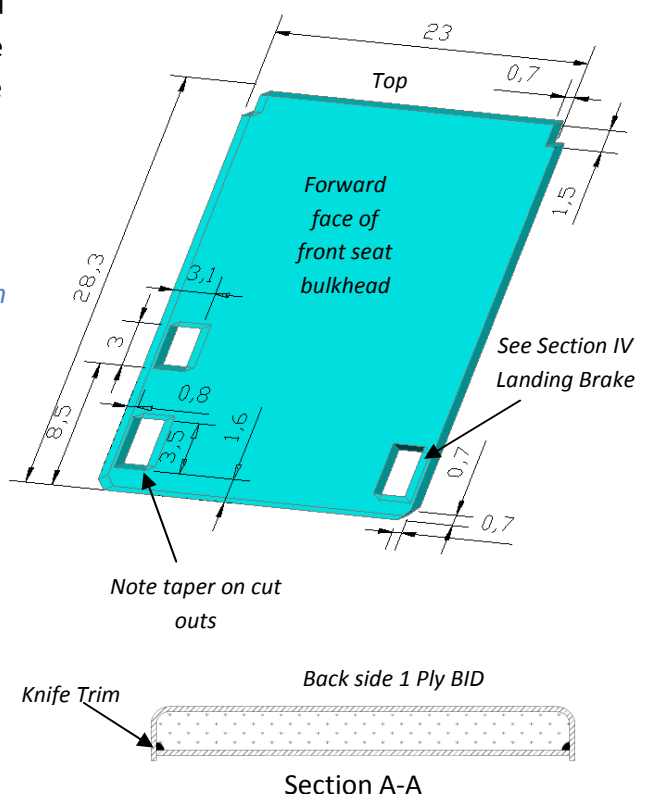 23
0,7
Top
1,5
Forward
face of
front seat
bulkhead
28,3
3,1
3
See Section IV
Landing Brake
0,8
8,5
3,5
1,6
0,7
0,7
Note taper on cut
outs
Back side 1 Ply BID
Knife Trim
Section A-A